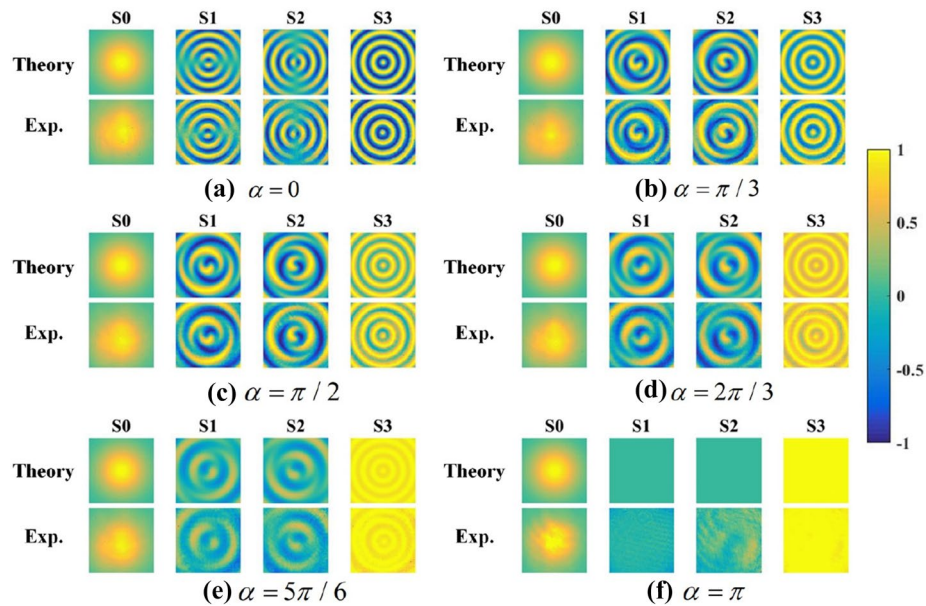 S0 S1 S2 S3
Theory
Exp.
(a) α = 0
S0 S1 S2 S3
Theory
Exp.
(b) α = π / 3
S0 S1 S2 S3
Theory
Exp.
(c) α = π / 2
S0 S1 S2 S3
Theory
Exp.
(d) α = 2π / 3
S0 S1 S2 S3
Theory
Exp.
(e) α = 5π / 6
S0 S1 S2 S3
Theory
Exp.
(f) α = π
1
0.5
0
-0.5
-1